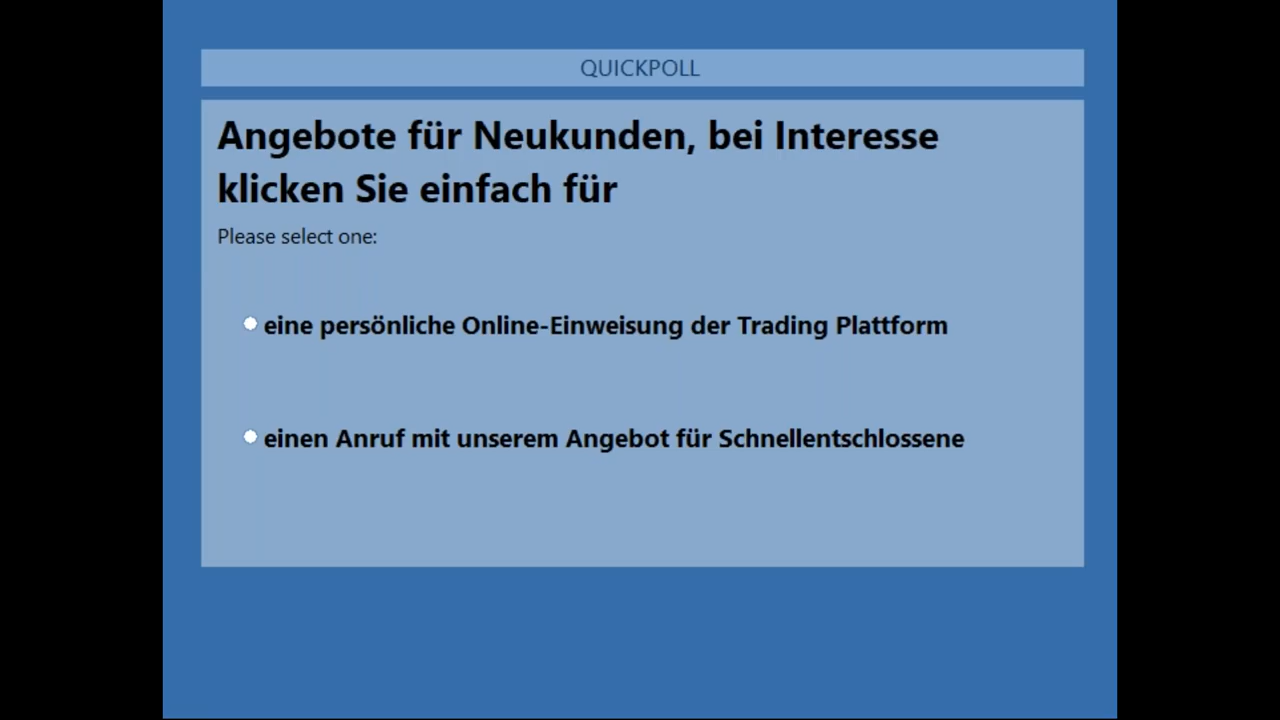 QUICKPOLL
Angebote für Neukunden, bei Interesse
klicken Sie einfach für
Please select one:
eine persönliche Online-Einweisung der Trading Plattform
einen Anruf mit unserem Angebot für Schnellentschlossene